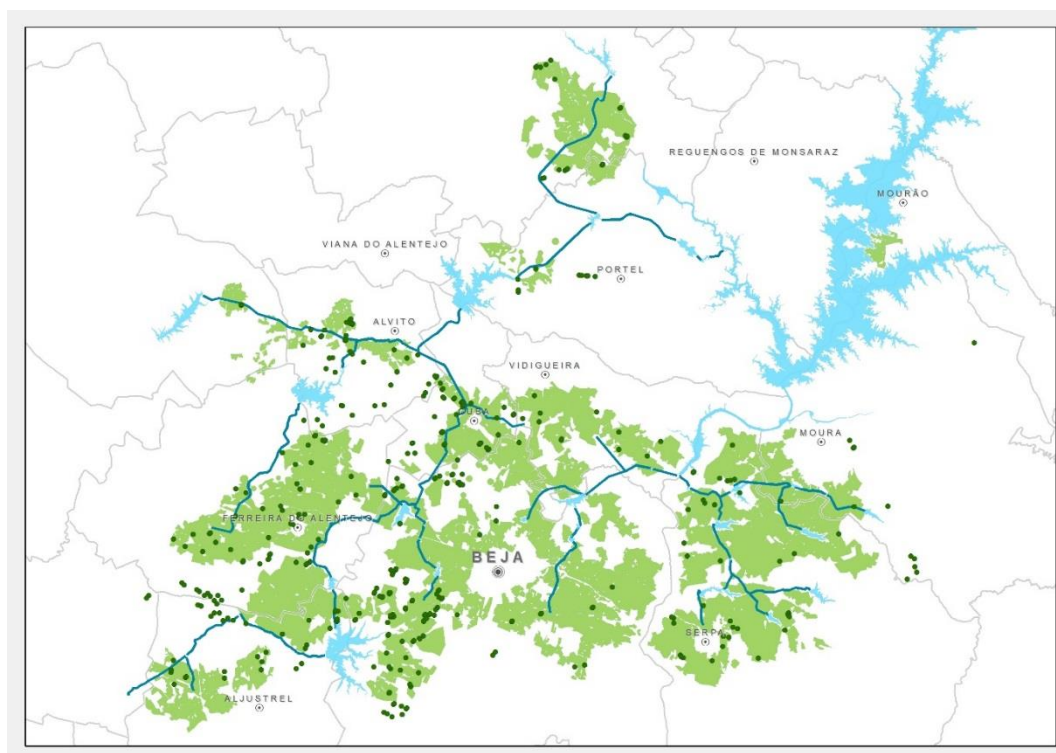 REGUENGOS DE MONSARAZ
MOURÃO
VIANA DO ALENTEJO
PORTEL
ALVITO
VIDIGUEIRA
CUBA
MOURA
FERREIRA DO ALENTEJO
BEJA
SERPA
ALJUSTREL